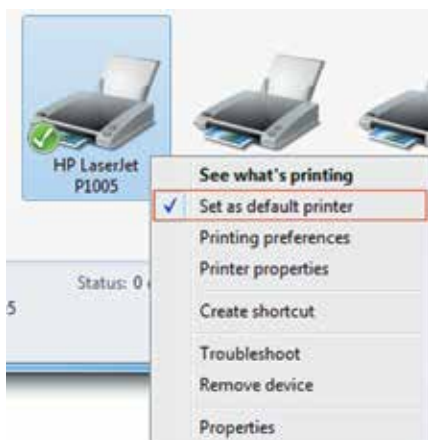 HP LaserJet
P1005
See what's printing
Set as default printer
Printing preferences
Printer properties
Status: 0
5
Create shortcut
Troubleshoot
Remove device
Properties